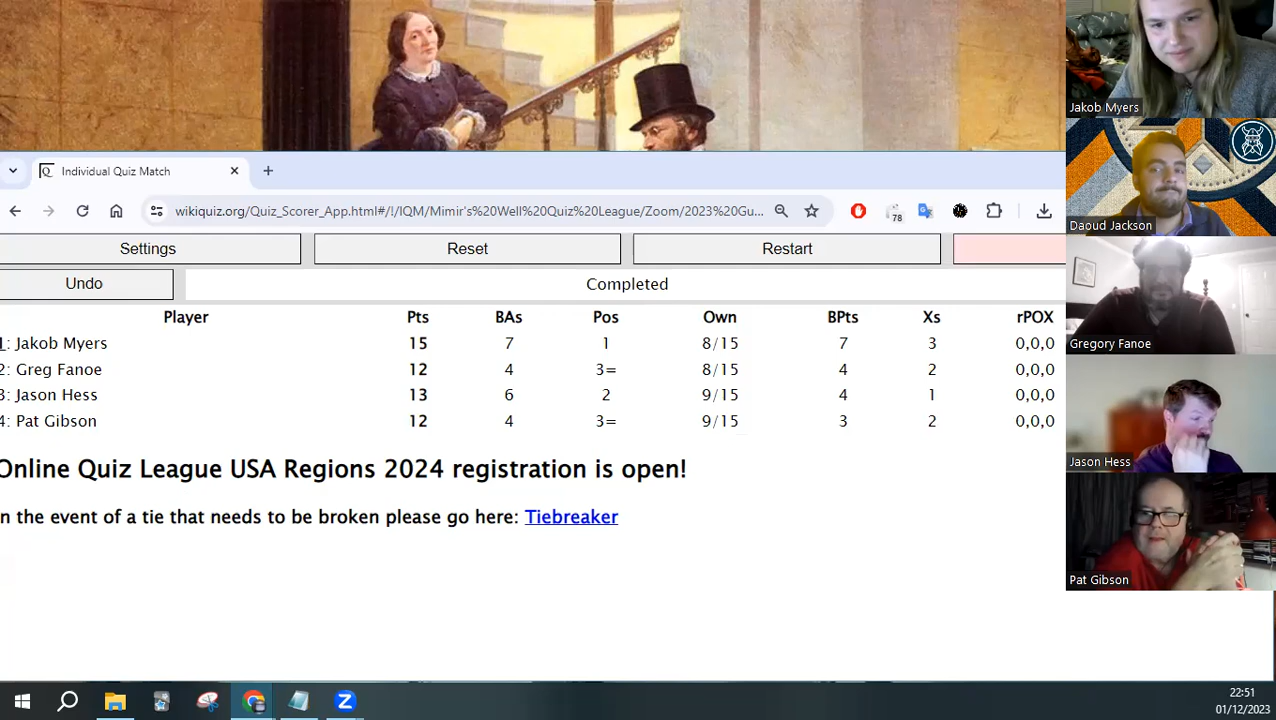 Jakob Myers
Individual Quiz Match
Daoud Jackson
wikiquiz.org/Quiz_Scorer_App.html#/!/IQM/Mimir's%20Well%20Quiz%20League/Zoom/2023%20Gu...
78
Settings Reset Restart
Undo Completed
Player Pts BAs Pos Own BPts Xs rPOX
1: Jakob Myers 15 7 1 8/15 7 3 0,0,0
2: Greg Fanoe 12 4 3= 8/15 4 2 0,0,0
3: Jason Hess 13 6 2 9/15 4 1 0,0,0
4: Pat Gibson 12 4 3= 9/15 3 2 0,0,0
Gregory Fanoe
Jason Hess
Online Quiz League USA Regions 2024 registration is open!
n the event of a tie that needs to be broken please go here: Tiebreaker
Pat Gibson
22:51
01/12/2023